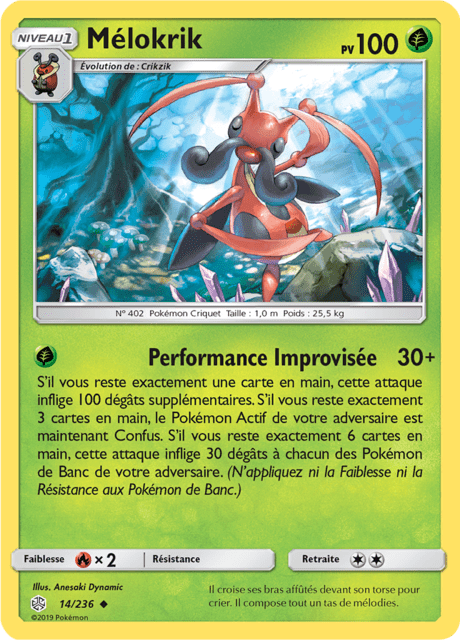 NIVEAU 1
Mélokrik
PV 100
Évolution de : Crikzik
N° 402 Pokémon Criquet Taille : 1,0 m Poids : 25,5 kg
Performance Improvisée 30+
S'il vous reste exactement une carte en main, cette attaque
inflige 100 dégâts supplémentaires. S'il vous reste exactement
3 cartes en main, le Pokémon Actif de votre adversaire est
maintenant Confus. S'il vous reste exactement 6 cartes en
main, cette attaque inflige 30 dégâts à chacun des Pokémon
de Banc de votre adversaire. (N'appliquez ni la Faiblesse ni la
Résistance aux Pokémon de Banc.)
Faiblesse × 2 Résistance Retraite
Illus. Anesaki Dynamic
14/236
©2019 Pokémon
Il croise ses bras affûtés devant son torse pour
crier. Il compose tout un tas de mélodies.